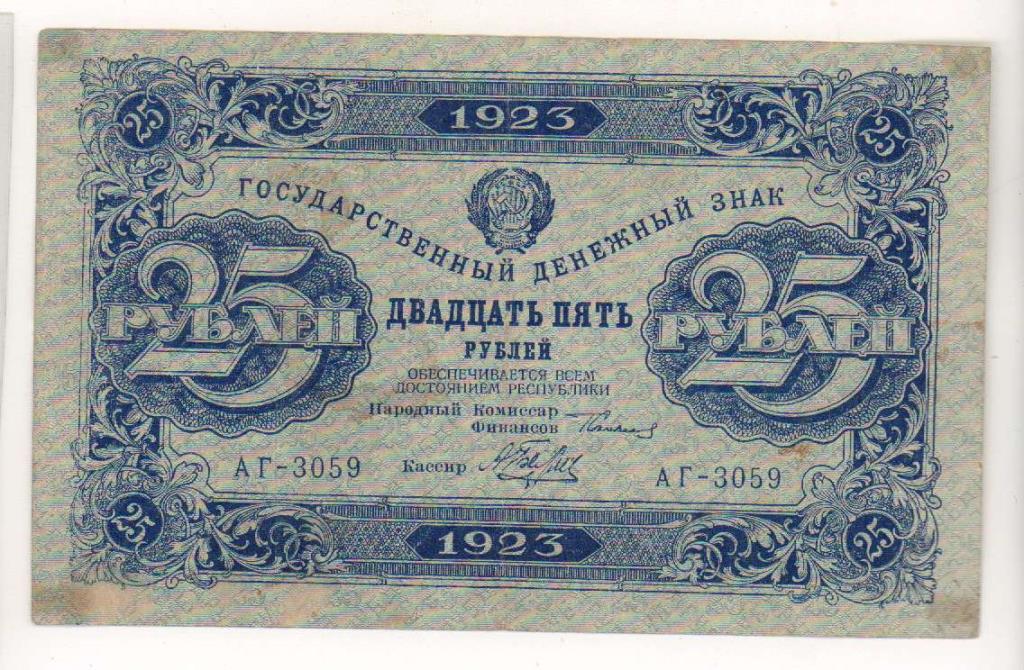 1923
25
25
ГОСУДАРСТВЕННЫЙ ДЕНЕЖНЫЙ ЗНАК
25
РУБЛЕЙ
ДВАДЦАТЬ ПЯТЬ
РУБЛЕЙ
25
РУБЛЕЙ
ОБЕСПЕЧИВАЕТСЯ ВСЕМ
ДОСТОЯНИЕМ РЕСПУБЛИКИ
Народный Комиссар
Финансов
АГ-3059
Кассир
АГ-3059
25
1923
25